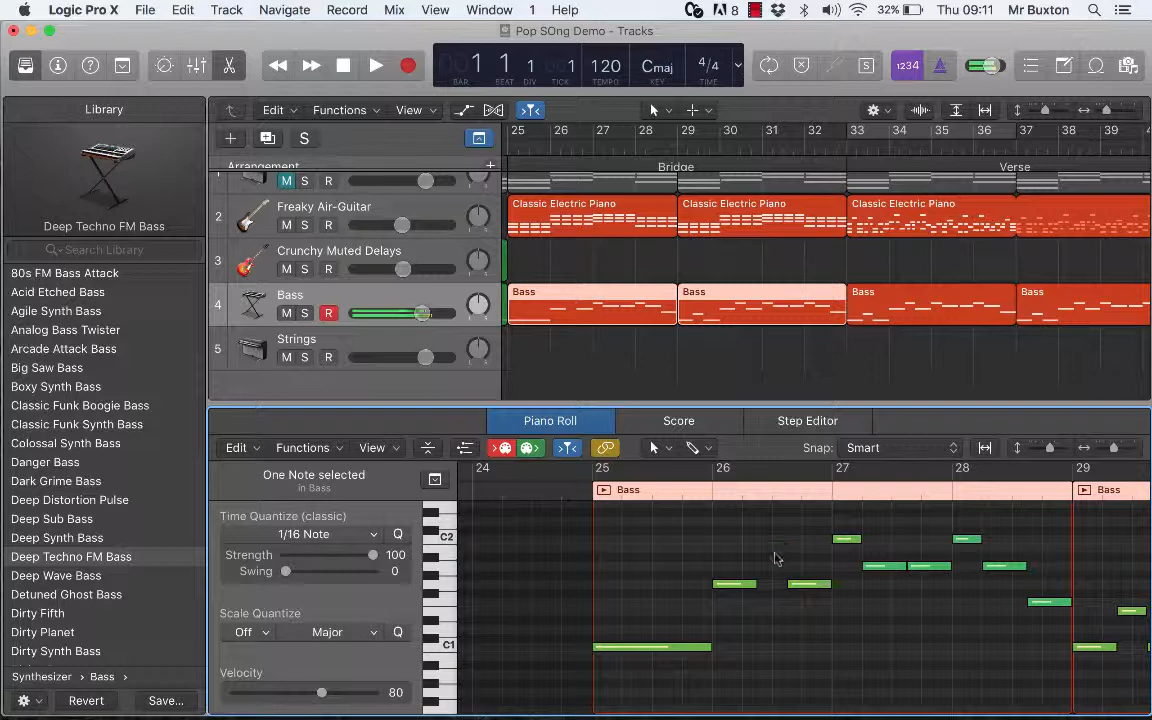 Logic Pro X File Edit Track Navigate Record Mix View Window 1 Help 8 32% Thu 09:11 Mr Buxton
Pop SOng Demo - Tracks
1 1 1 1 120 Cmaj 4/4
BAR BEAT DIV TICK TEMPO KEY TIME
1234
Library
Edit Functions View
25 26 27 28 29 30 31 32 33 34 35 36 37 38 39
S
Arrangement
Bridge Verse
1 M S R
Deep Techno FM Bass
Search Library
2 Freaky Air-Guitar
M S R
Classic Electric Piano Classic Electric Piano Classic Electric Piano
3 Crunchy Muted Delays
M S R
4 Bass
M S R
Bass Bass Bass Bass
5 Strings
M S R
80s FM Bass Attack
Acid Etched Bass
Agile Synth Bass
Analog Bass Twister
Arcade Attack Bass
Big Saw Bass
Boxy Synth Bass
Classic Funk Boogie Bass
Classic Funk Synth Bass
Colossal Synth Bass
Danger Bass
Dark Grime Bass
Deep Distortion Pulse
Deep Sub Bass
Deep Synth Bass
Deep Techno FM Bass
Deep Wave Bass
Detuned Ghost Bass
Dirty Fifth
Dirty Planet
Dirty Synth Bass
Synthesizer Bass
Revert Save...
Piano Roll Score Step Editor
Edit Functions View Snap: Smart
24 25 26 27 28 29
One Note selected
in Bass
Bass Bass
Time Quantize (classic)
1/16 Note Q
Strength 100
Swing 0
Scale Quantize
Off Major Q
Velocity
80
C2
C1